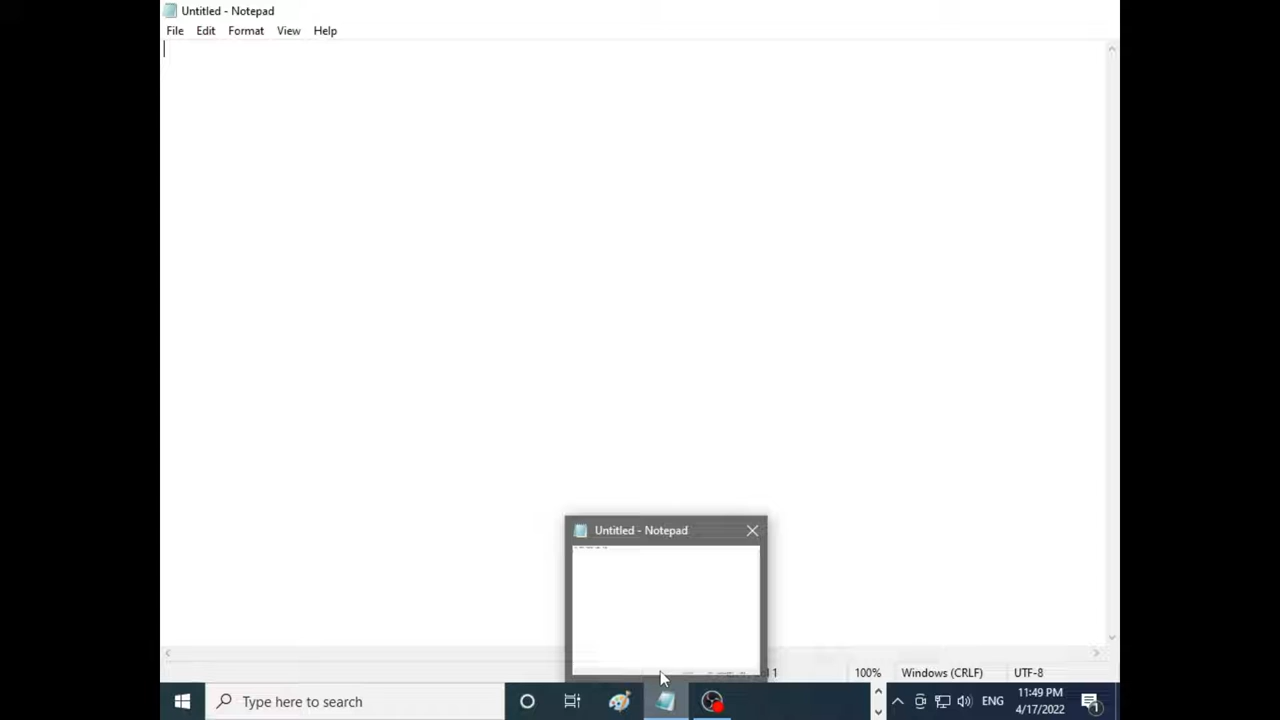 Untitled - Notepad
File Edit Format View Help
Untitled - Notepad
100% Windows (CRLF) UTF-8
Type here to search
ENG
11:49 PM
4/17/2022
1